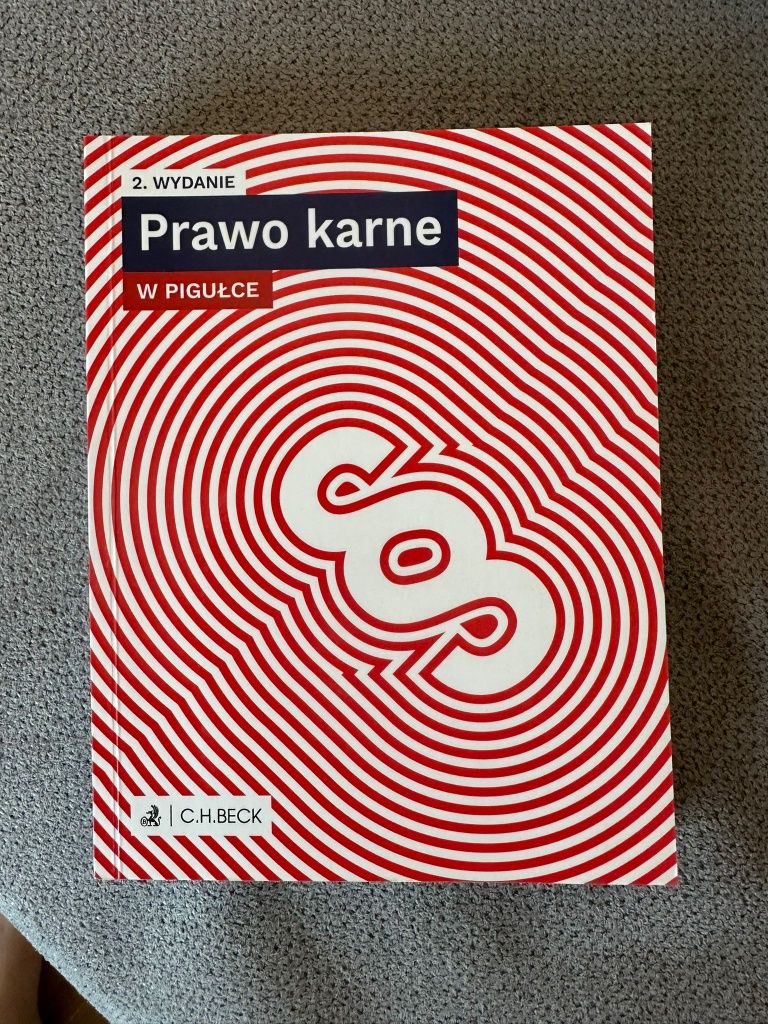 2. WYDANIE
Prawo karne
W PIGUŁCE
§
C.H.BECK